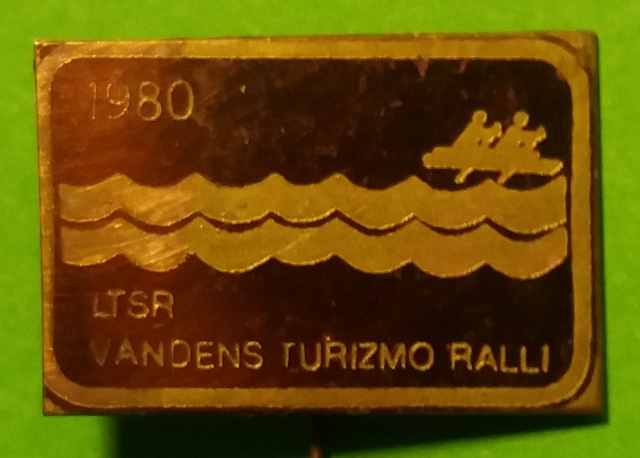 1980
LTSR
VANDENS TURIZMO RALLI